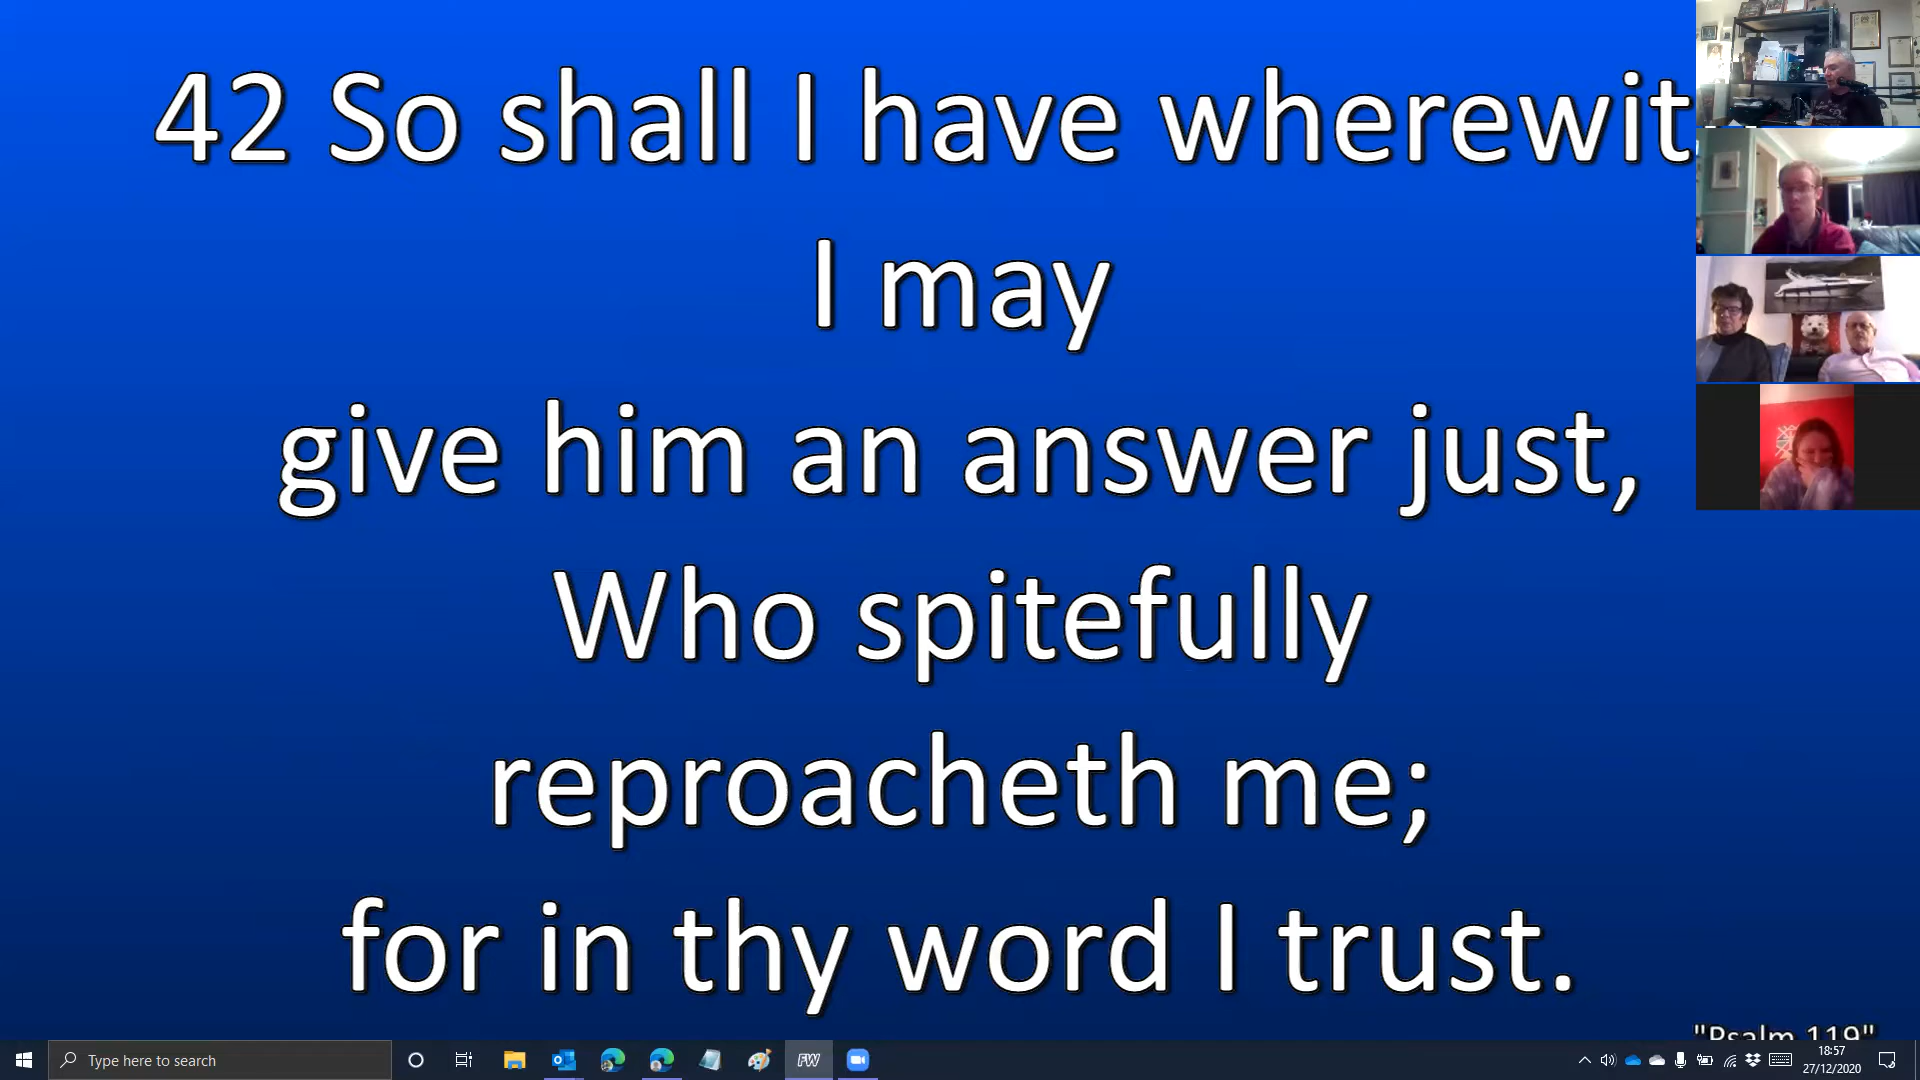 42 So shall I have wherewit
I may
give him an answer just,
Who spitefully
reproacheth me;
for in thy word I trust.
"Psalm 119"
Type here to search
FW
18:57
27/12/2020